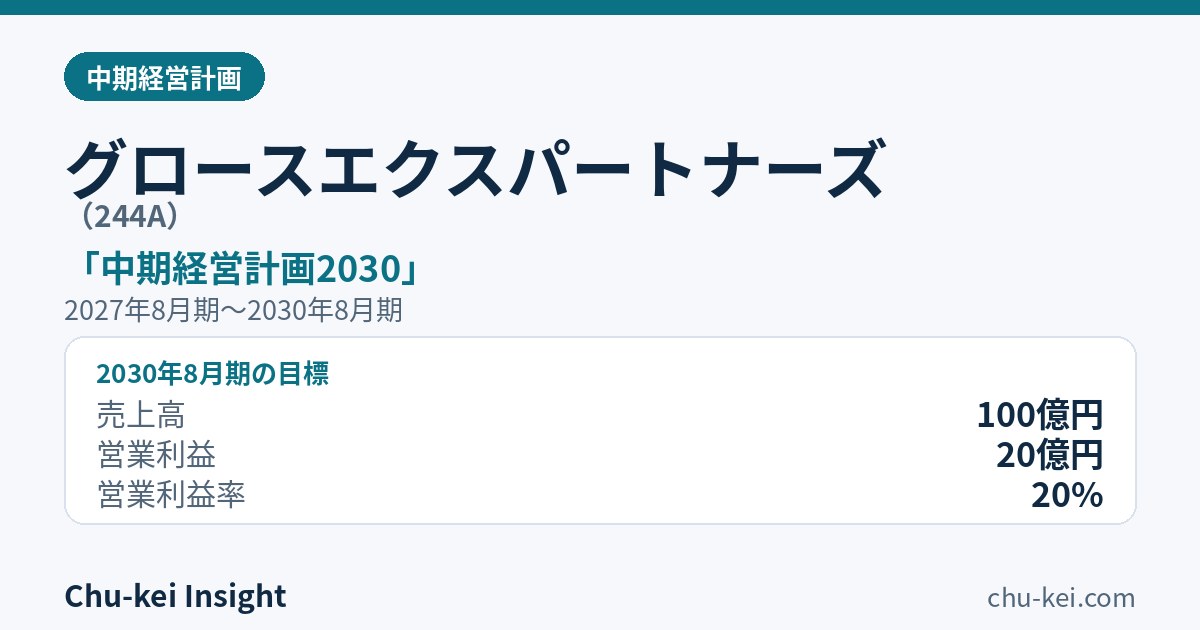 中期経営計画
グロースエクスパートナーズ
（244A）
「中期経営計画2030」
2027年8月期～2030年8月期
2030年8月期の目標
売上高 100億円
営業利益 20億円
営業利益率 20%
Chu-kei Insight chu-kei.com